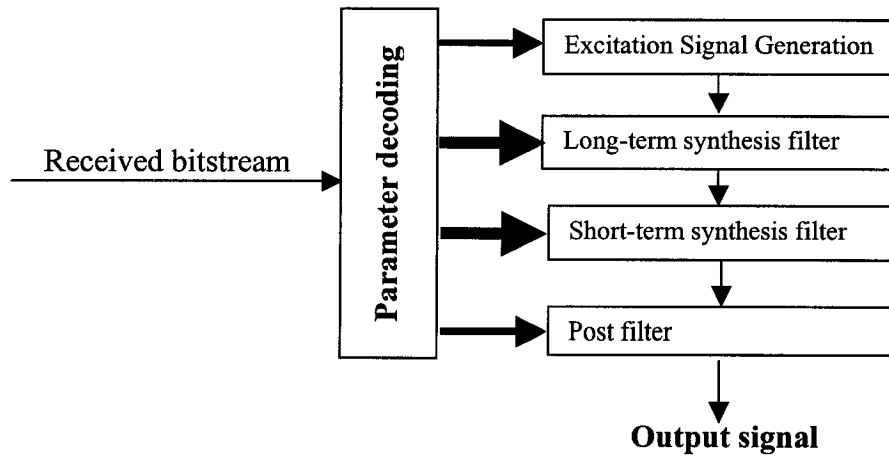 Excitation Signal Generation
Long-term synthesis filter
Received bitstream
Parameter decoding
Short-term synthesis filter
Post filter
Output signal